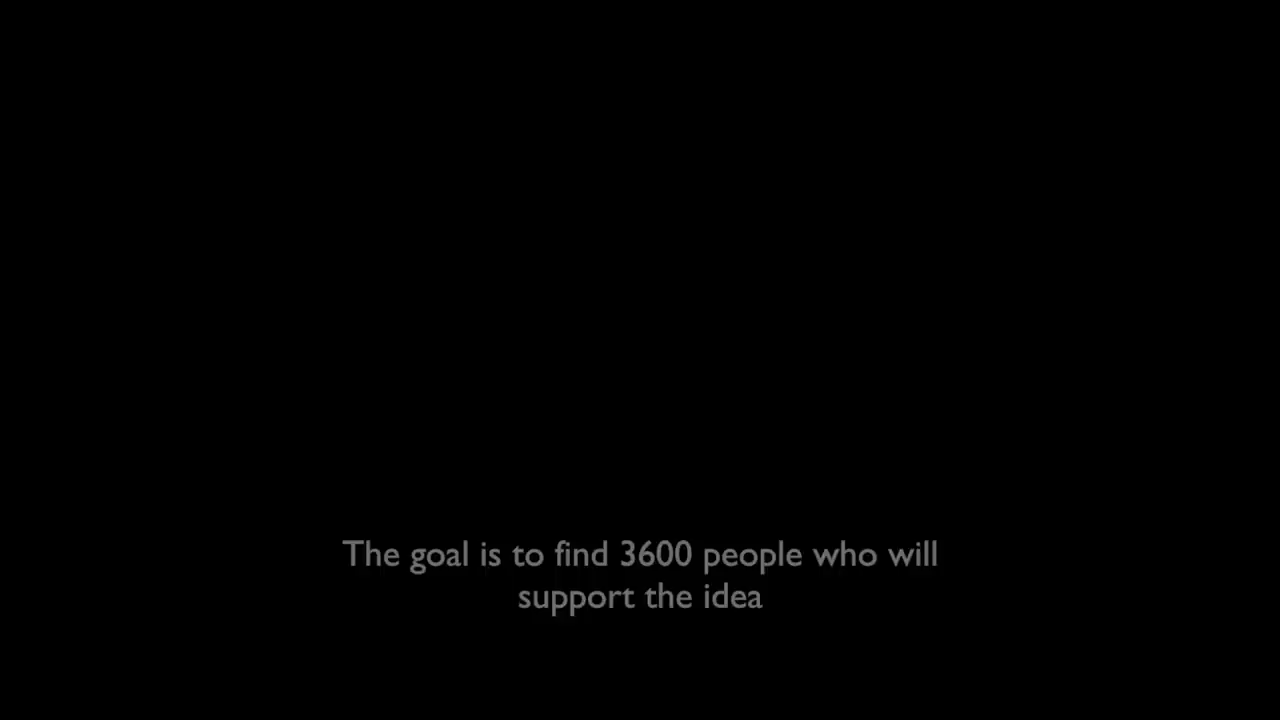 The goal is to find 3600 people who will
support the idea